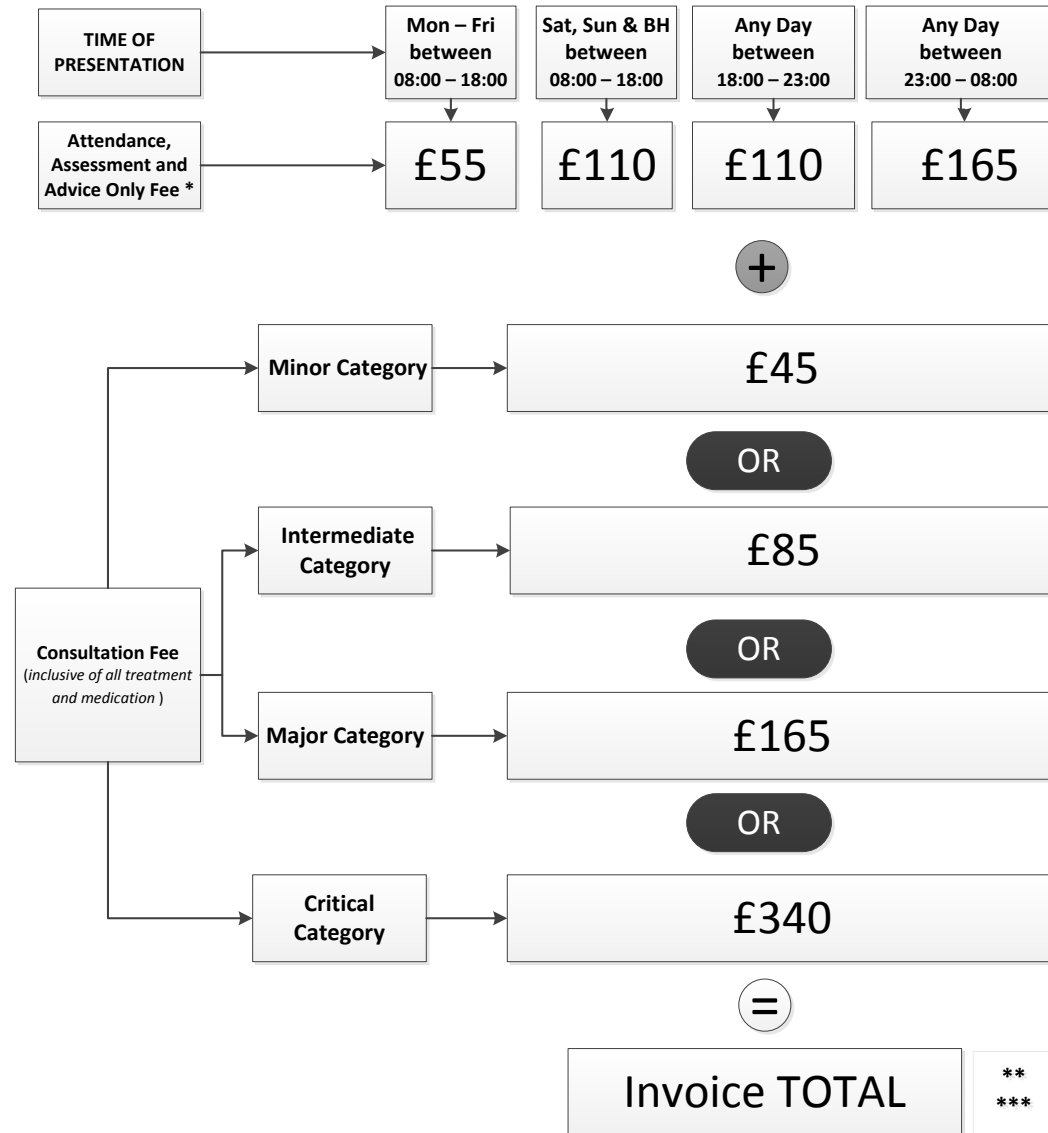 TIME OF
PRESENTATION
Mon – Fri
between
08:00 – 18:00
Sat, Sun & BH
between
08:00 – 18:00
Any Day
between
18:00 – 23:00
Any Day
between
23:00 – 08:00
Attendance,
Assessment and
Advice Only Fee *
£55
£110
£110
£165
+
Minor Category
£45
OR
Intermediate
Category
£85
OR
Consultation Fee
(inclusive of all treatment
and medication )
Major Category
£165
OR
Critical
Category
£340
=
Invoice TOTAL
**
***